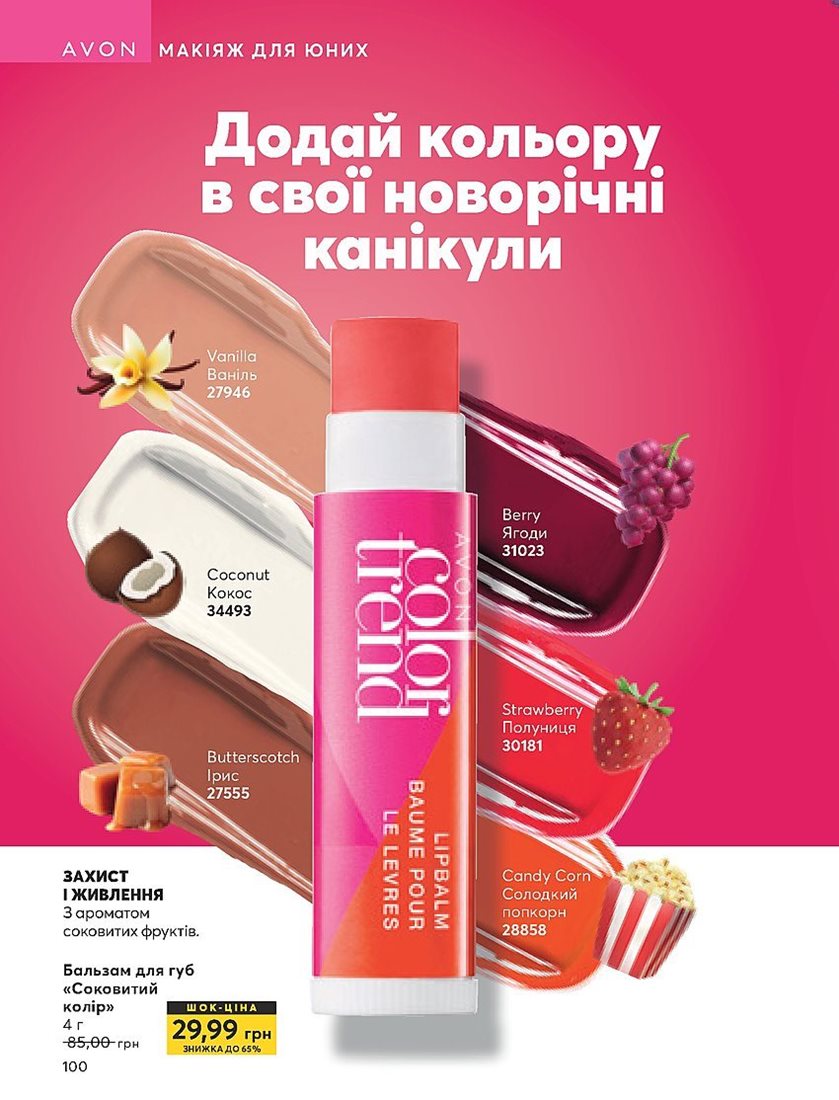 AVON МАКІЯЖ ДЛЯ ЮНИХ
Додай кольору
в свої новорічні
канікули
Vanilla
Ваніль
27946
Coconut
Кокос
34493
Butterscotch
Ірис
27555
Berry
Ягоди
31023
Strawberry
Полуниця
30181
Candy Corn
Солодкий
попкорн
28858
AVON
color
trend
LIPBALM
BAUME POUR
LE LEVRES
ЗАХИСТ
І ЖИВЛЕННЯ
З ароматом
соковитих фруктів.
Бальзам для губ
«Соковитий
колір»
4 г
85,00 грн
ШОК-ЦІНА
29,99 грн
ЗНИЖКА ДО 65%
100